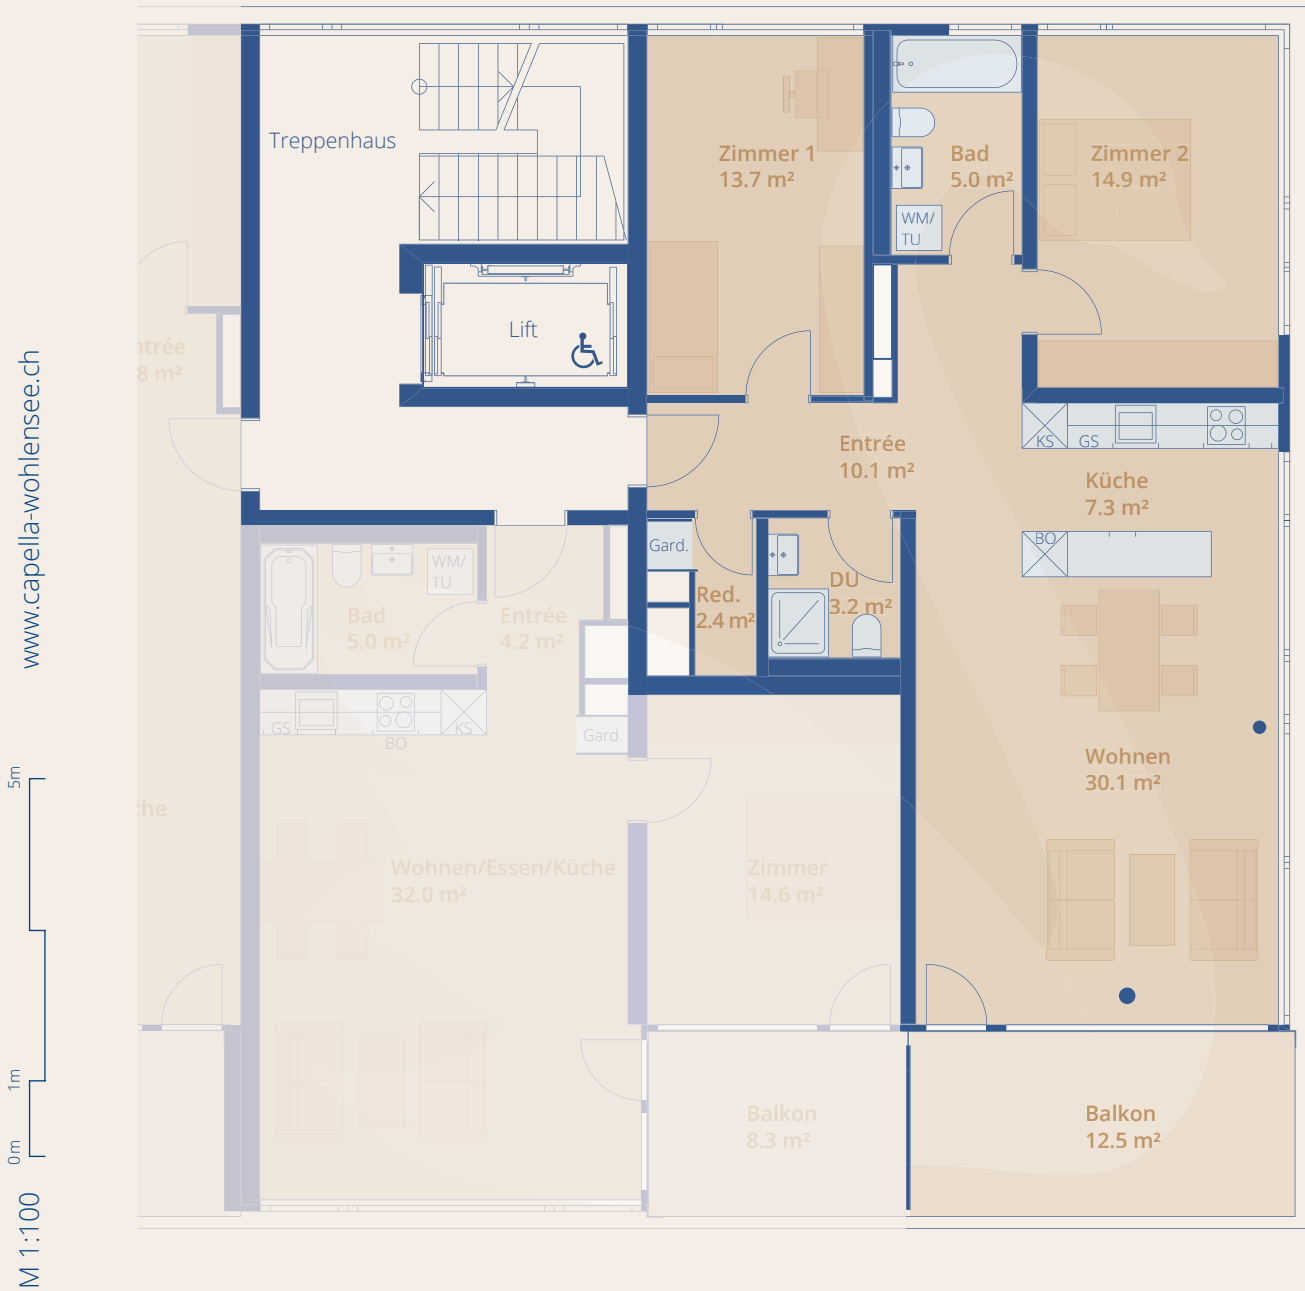 Treppenhaus
Lift
Zimmer 1
13.7 m²
Bad
5.0 m²
WM/
TU
Zimmer 2
14.9 m²
Entrée
10.1 m²
KS
GS
Küche
7.3 m²
BO
Gard.
Red.
2.4 m²
DU
3.2 m²
Wohnen
30.1 m²
Balkon
12.5 m²
ntrée
8 m²
Bad
5.0 m²
WM/
TU
Entrée
4.2 m²
GS
BO
KS
Gard.
che
Wohnen/Essen/Küche
32.0 m²
Zimmer
14.6 m²
Balkon
8.3 m²
www.capella-wohlensee.ch
5m
1m
0m
M 1:100